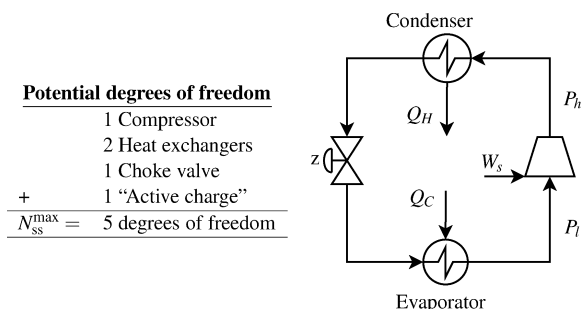 Potential degrees of freedom
1 Compressor
2 Heat exchangers
1 Choke valve
+ 1 “Active charge”
N_ss^max = 5 degrees of freedom
Condenser
Q_H
P_h
z
W_s
Q_C
P_l
Evaporator